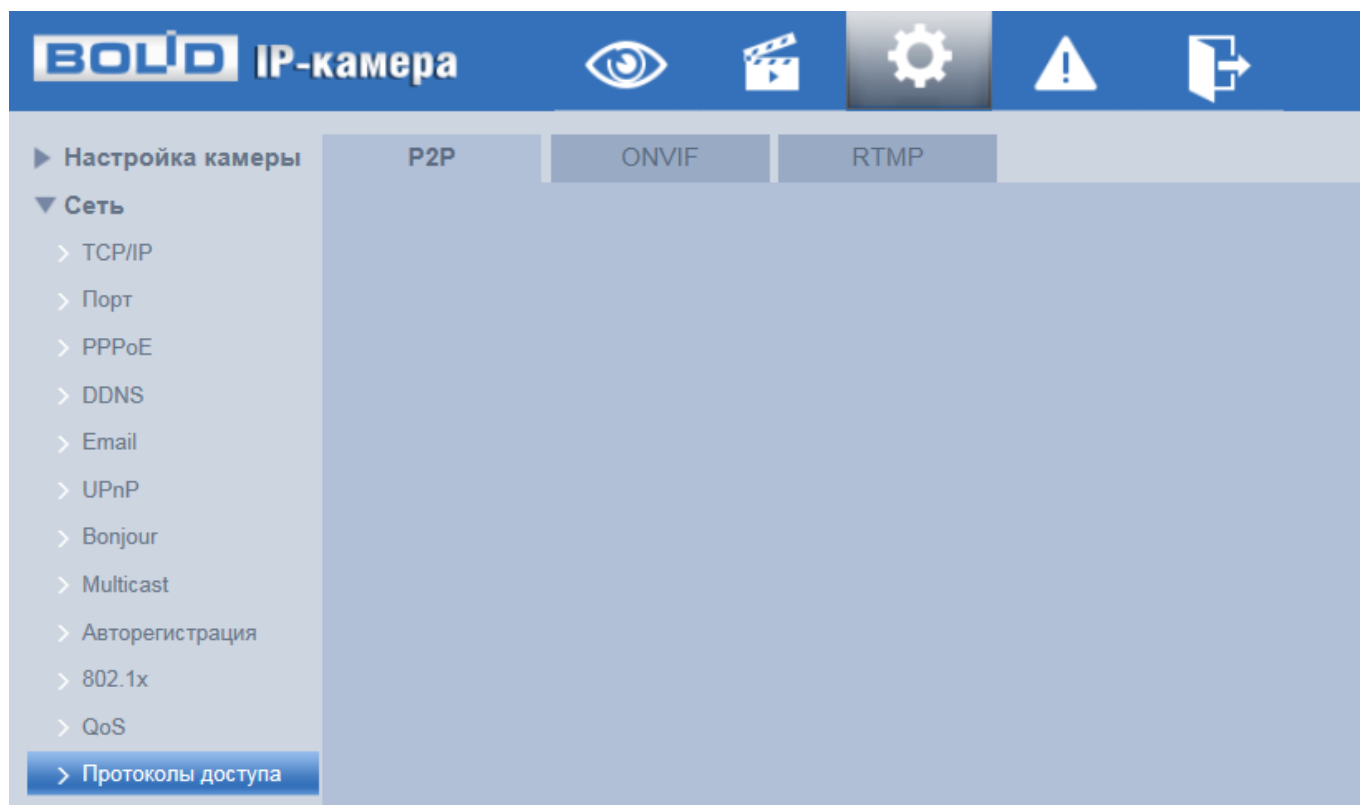 BOLID IP-камера
Настройка камеры
P2P
ONVIF
RTMP
Сеть
TCP/IP
Порт
PPPoE
DDNS
Email
UPnP
Bonjour
Multicast
Авторегистрация
802.1x
QoS
Протоколы доступа